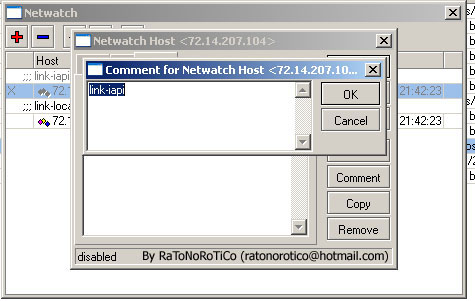 Netwatch
Host
;;; link-iapi
X
72.1
21:42:23
;;; link-loca
72.
21:42:23
Netwatch Host <72.14.207.104>
Comment for Netwatch Host <72.14.207.10...
link-iapi
OK
Cancel
Comment
Copy
Remove
disabled
By RaToNoRoTiCo (ratonorotico@hotmail.com)